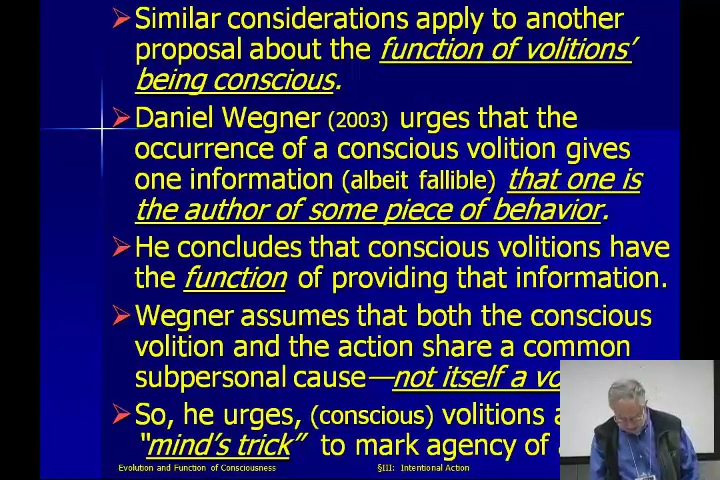 Similar considerations apply to another
proposal about the function of volitions'
being conscious.
Daniel Wegner (2003) urges that the
occurrence of a conscious volition gives
one information (albeit fallible) that one is
the author of some piece of behavior.
He concludes that conscious volitions have
the function of providing that information.
Wegner assumes that both the conscious
volition and the action share a common
subpersonal cause—not itself a
So, he urges, (conscious) volitions
"mind's trick" to mark agency of
Evolution and Function of Consciousness
§III: Intentional Action